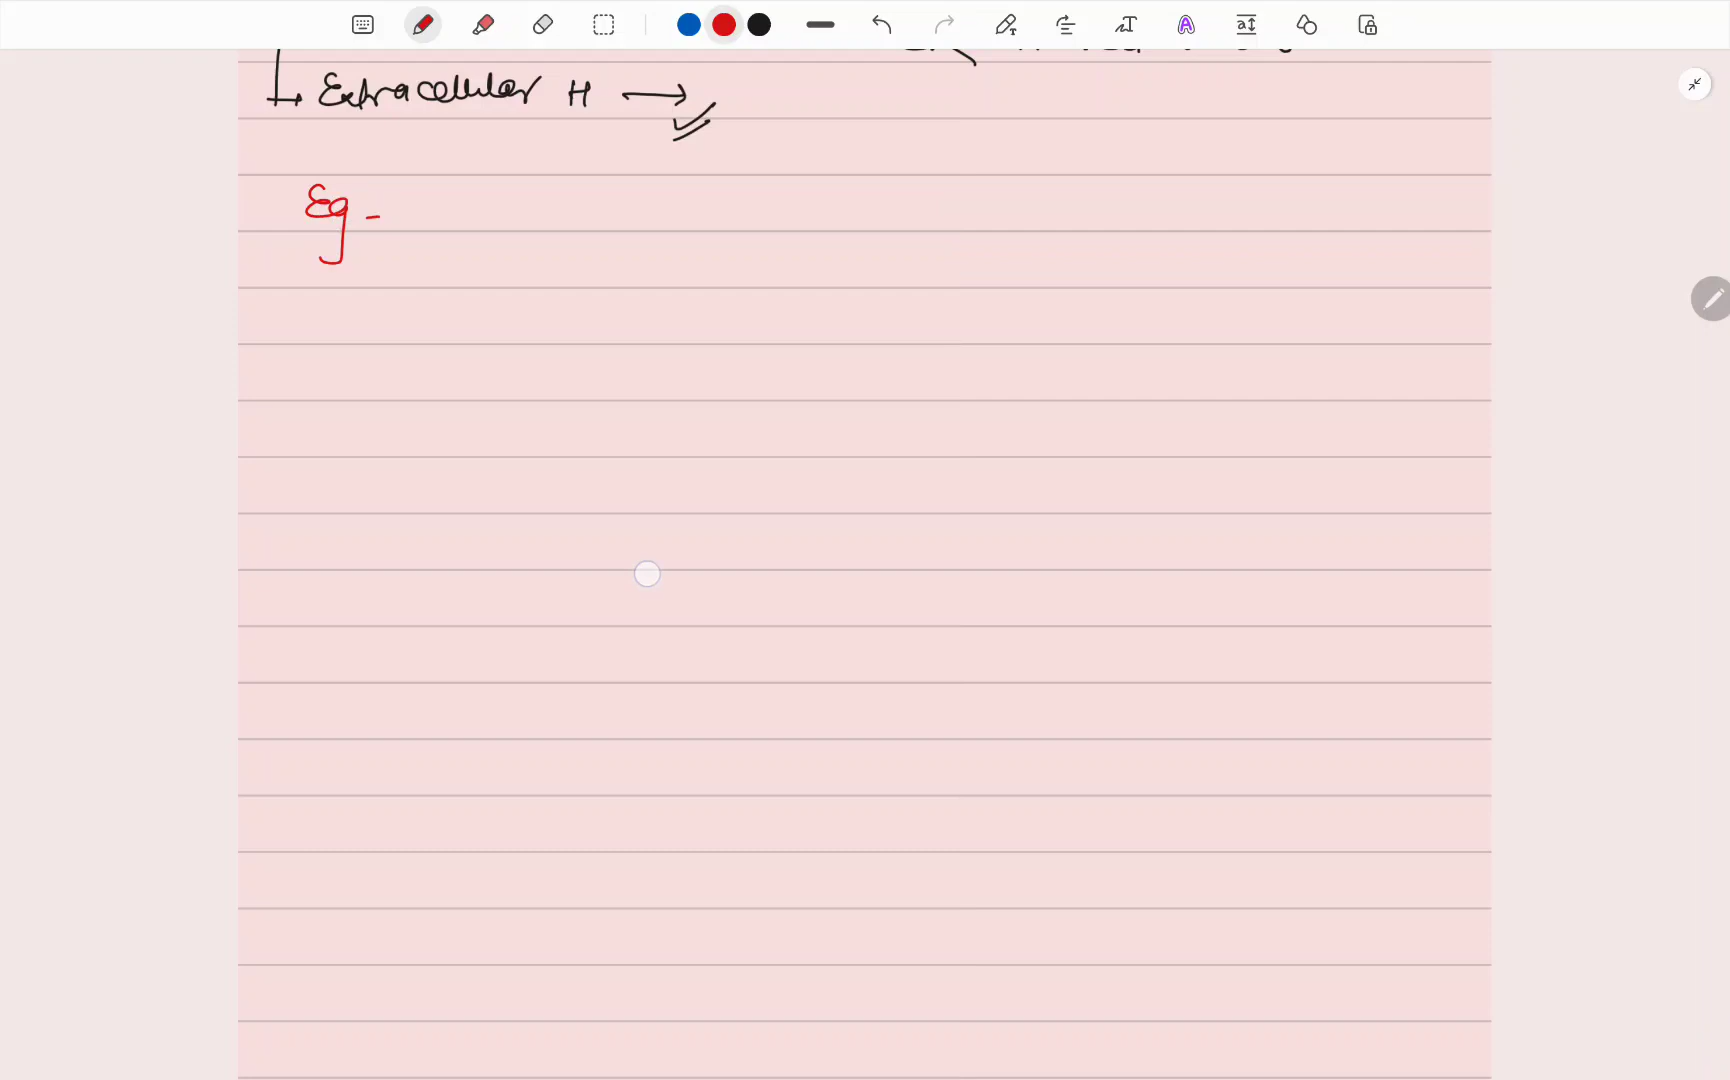 Extracellular H →
Eg -